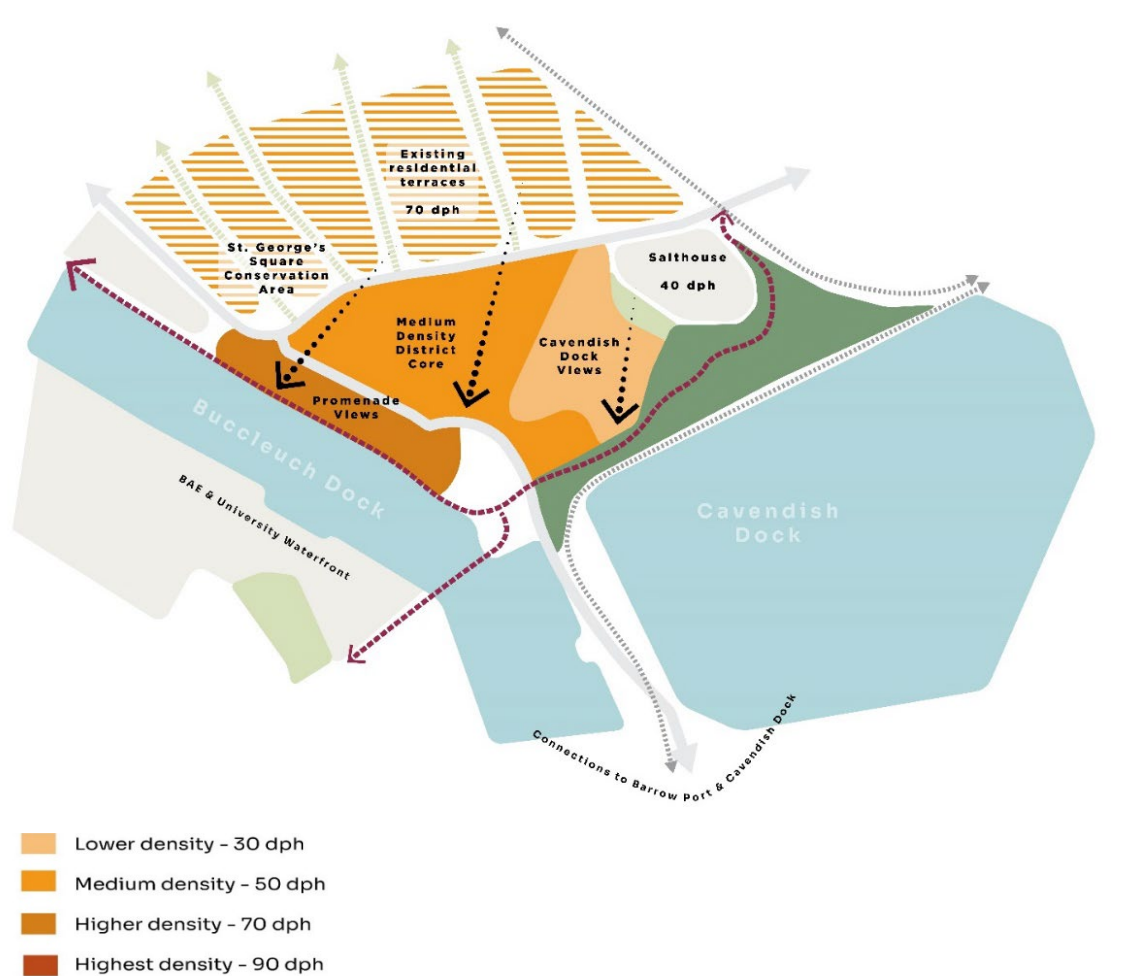 Existing
residential
terraces
70 dph
St. George's
Square
Conservation
Area
Salthouse
40 dph
Medium
Density
District
Core
Cavendish
Dock
Views
Promenade
Views
Buccleuch Dock
BAE & University Waterfront
Cavendish
Dock
Connections to Barrow Port & Cavendish Dock
Lower density - 30 dph
Medium density - 50 dph
Higher density - 70 dph
Highest density - 90 dph